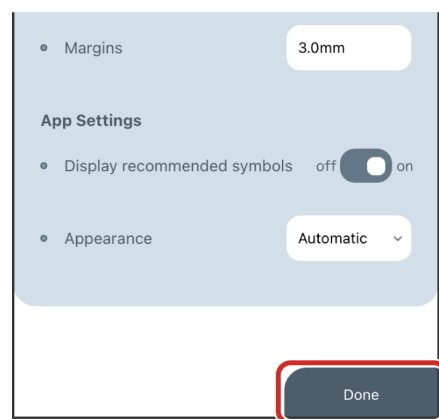 Margins 3.0mm
App Settings
Display recommended symbols off on
Appearance Automatic
Done